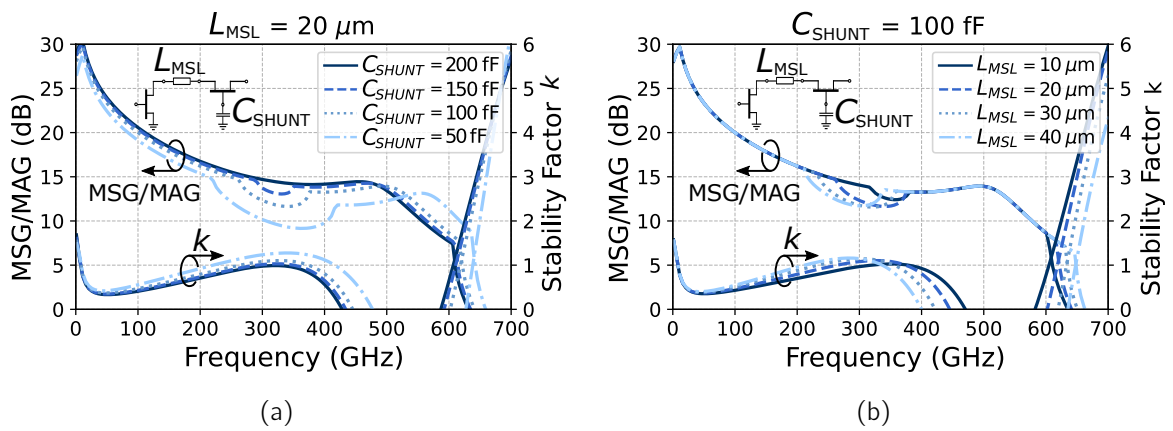 L_MSL = 20 μm
30
25
20
15
10
5
0
MSG/MAG (dB)
6
5
4
3
2
1
0
Stability Factor k
0 100 200 300 400 500 600 700
Frequency (GHz)
C_SHUNT = 200 fF
C_SHUNT = 150 fF
C_SHUNT = 100 fF
C_SHUNT = 50 fF
L_MSL
C_SHUNT
MSG/MAG
k
(a)
C_SHUNT = 100 fF
30
25
20
15
10
5
0
MSG/MAG (dB)
6
5
4
3
2
1
0
Stability Factor k
0 100 200 300 400 500 600 700
Frequency (GHz)
L_MSL = 10 μm
L_MSL = 20 μm
L_MSL = 30 μm
L_MSL = 40 μm
L_MSL
C_SHUNT
MSG/MAG
k
(b)